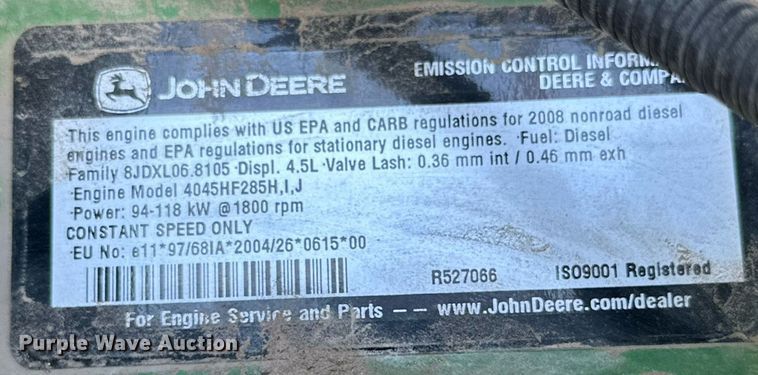 JOHN DEERE
EMISSION CONTROL
DEERE &
This engine complies with US EPA and CARB regulations for 2008 nonroad diesel
engines and EPA regulations for stationary diesel engines. ·Fuel: Diesel
·Family 8JDXL06.8105 ·Displ. 4.5L ·Valve Lash: 0.36 mm int / 0.46 mm exh
·Engine Model 4045HF285H,I,J
·Power: 94-118 kW @1800 rpm
CONSTANT SPEED ONLY
·EU No: e11*97/68IA*2004/26*0615*00
R527066 ISO9001 Registered
For Engine Service and Parts – – www.JohnDeere.com/dealer
Purple Wave Auction